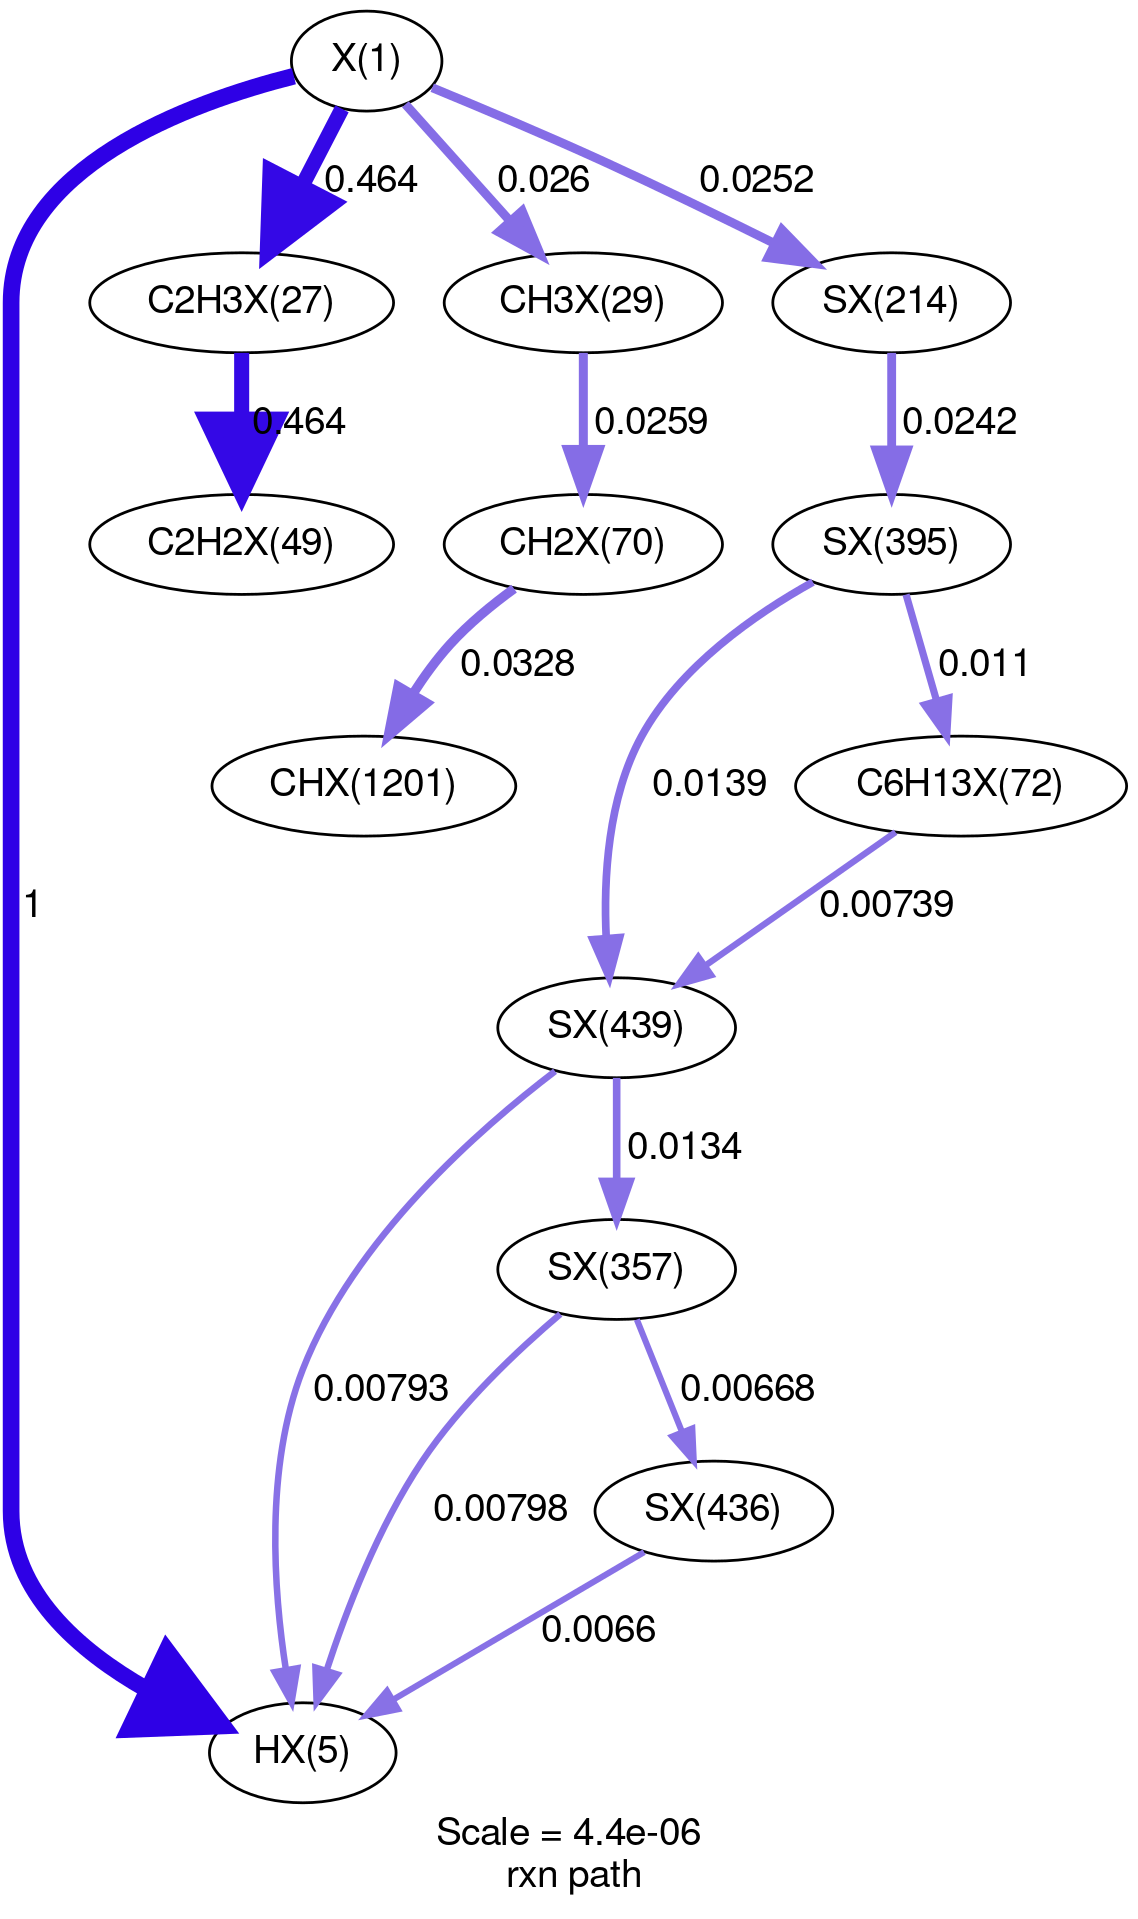 X(1)
0.464
0.026
0.0252
C2H3X(27)
CH3X(29)
SX(214)
0.464
0.0259
0.0242
C2H2X(49)
CH2X(70)
SX(395)
0.0328
0.011
CHX(1201)
0.0139
C6H13X(72)
1
0.00739
SX(439)
0.0134
SX(357)
0.00793
0.00668
0.00798
SX(436)
0.0066
HX(5)
Scale = 4.4e-06
rxn path